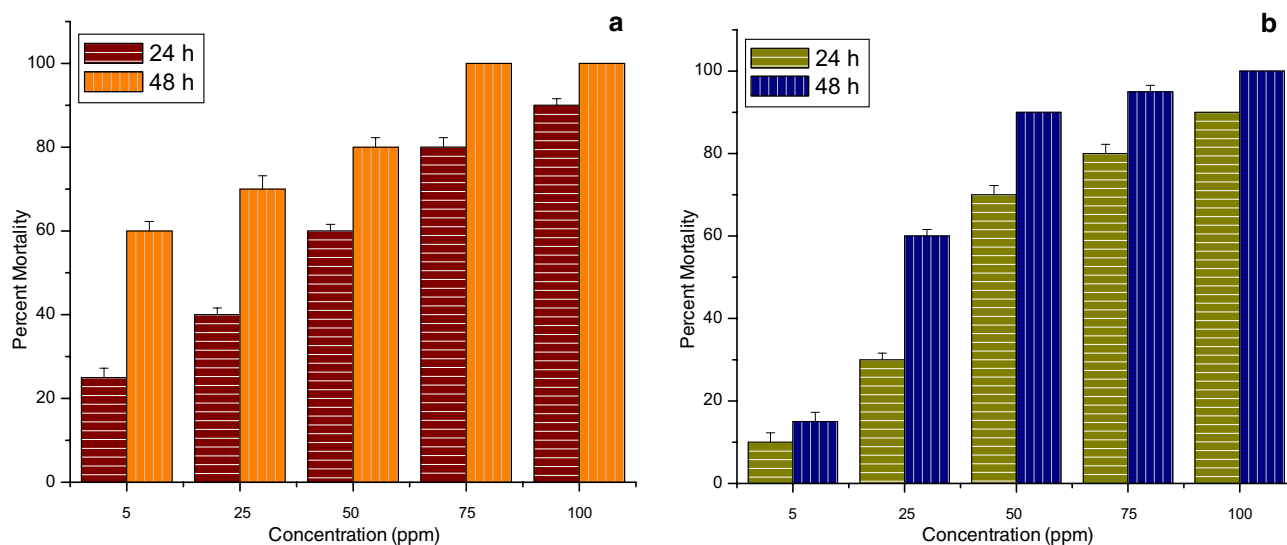 a
24 h
48 h
100
80
60
40
20
0
Percent Mortality
5 25 50 75 100
Concentration (ppm)
b
24 h
48 h
100
80
60
40
20
0
Percent Mortality
5 25 50 75 100
Concentration (ppm)